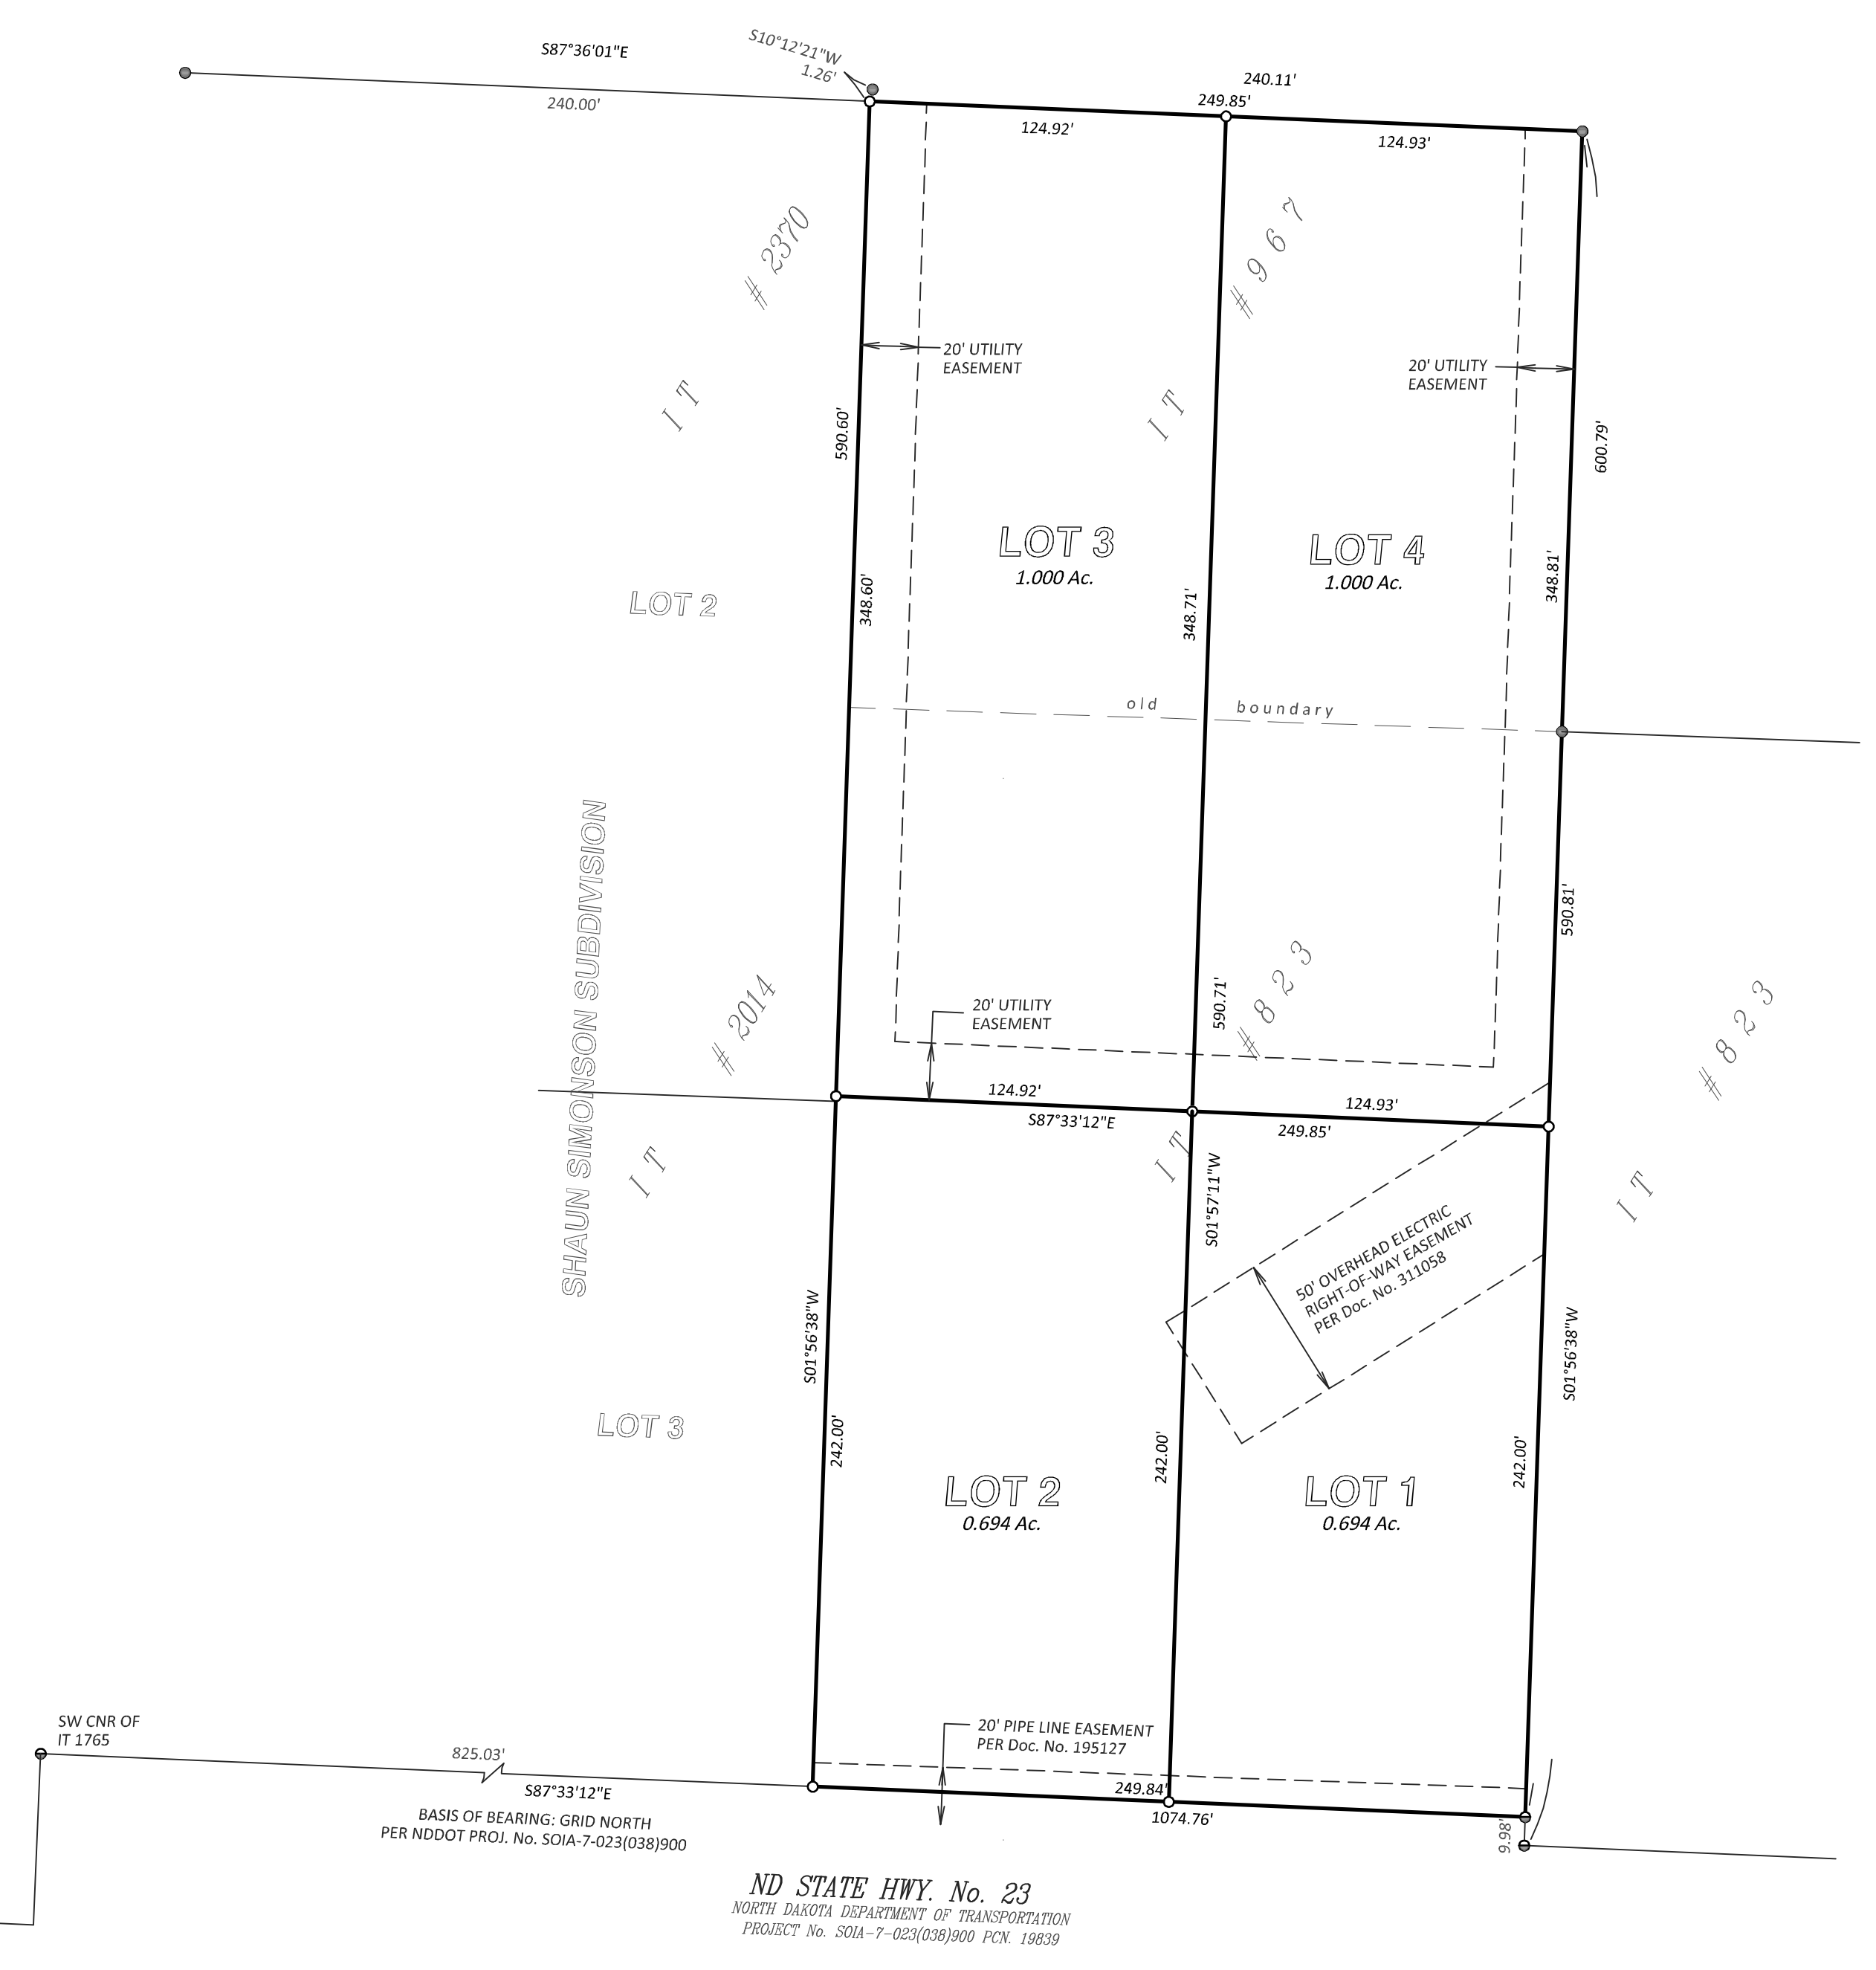 S87°36'01"E
240.00'
S10°12'21"W
1.26'
240.11'
249.85'
124.92'
124.93'
# 2370
IT
# 967
IT
20' UTILITY
EASEMENT
20' UTILITY
EASEMENT
590.60'
600.79'
LOT 3
1.000 Ac.
LOT 4
1.000 Ac.
348.60'
348.71'
348.81'
LOT 2
old boundary
SHAUN SIMONSON SUBDIVISION
590.81'
# 2014
IT
20' UTILITY
EASEMENT
590.71'
# 823
IT
# 823
IT
124.92'
S87°33'12"E
124.93'
249.85'
S01°57'11"W
50' OVERHEAD ELECTRIC
RIGHT-OF-WAY EASEMENT
PER Doc. No. 311058
S01°56'38"W
S01°56'38"W
LOT 3
242.00'
242.00'
242.00'
LOT 2
0.694 Ac.
LOT 1
0.694 Ac.
SW CNR OF
IT 1765
825.03'
S87°33'12"E
BASIS OF BEARING: GRID NORTH
PER NDDOT PROJ. No. SOIA-7-023(038)900
20' PIPE LINE EASEMENT
PER Doc. No. 195127
249.84'
1074.76'
9.98'
ND STATE HWY. No. 23
NORTH DAKOTA DEPARTMENT OF TRANSPORTATION
PROJECT No. SOIA-7-023(038)900 PCN. 19839